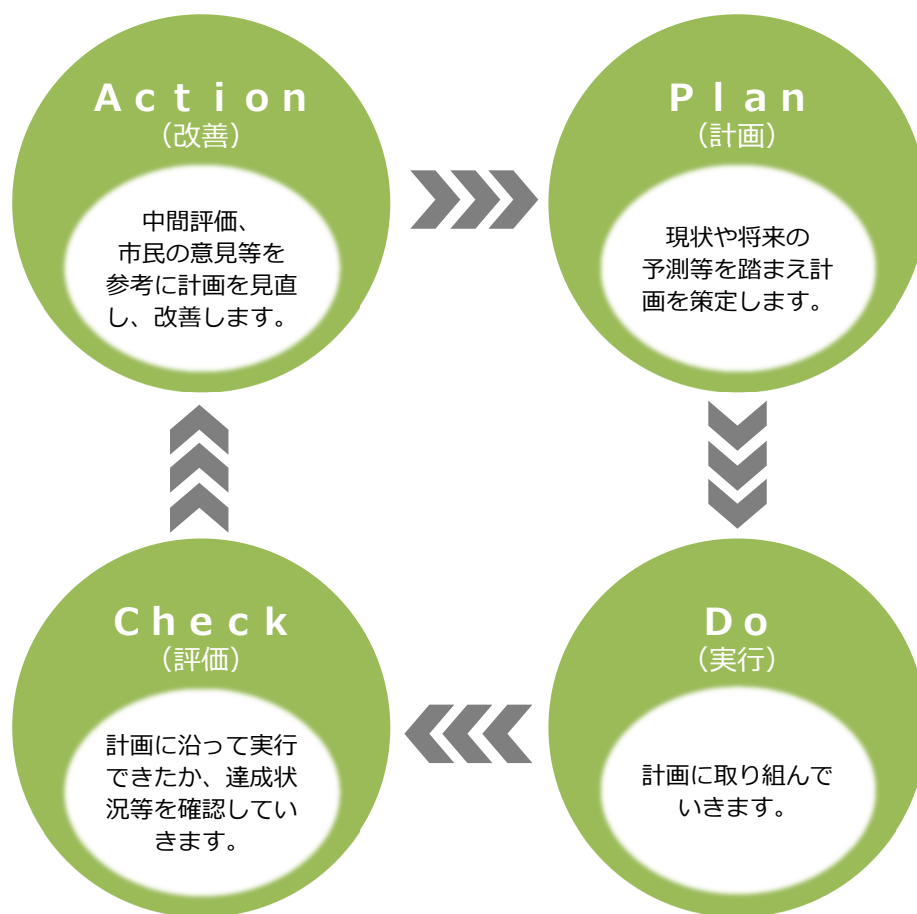 Action
(改善)
中間評価、
市民の意見等を
参考に計画を見直
し、改善します。
Plan
(計画)
現状や将来の
予測等を踏まえ計
画を策定します。
Check
(評価)
計画に沿って実行
できたか、達成状
況等を確認してい
きます。
Do
(実行)
計画に取り組んで
いきます。